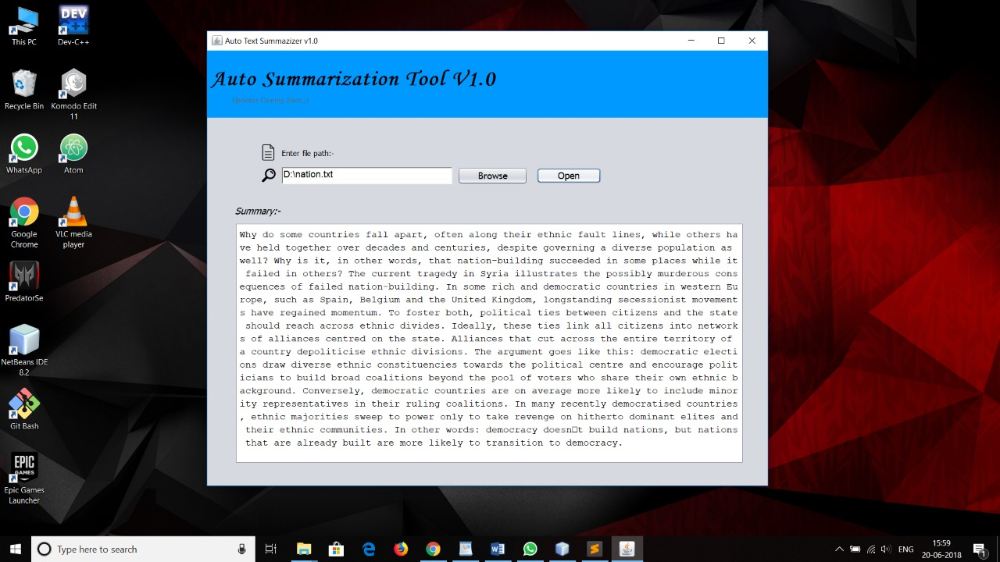 This PC
Dev-C++
Recycle Bin
Komodo Edit
11
WhatsApp
Atom
Google
Chrome
VLC media
player
PredatorSe
NetBeans IDE
8.2
Git Bash
EPIC
GAMES
Epic Games
Launcher
DEV
C++
Auto Text Summazizer v1.0
Auto Summarization Tool V1.0
Updates Coming Soon :)
Enter file path:-
D:\nation.txt
Browse
Open
Summary:-
Why do some countries fall apart, often along their ethnic fault lines, while others ha
ve held together over decades and centuries, despite governing a diverse population as
well? Why is it, in other words, that nation-building succeeded in some places while it
failed in others? The current tragedy in Syria illustrates the possibly murderous cons
equences of failed nation-building. In some rich and democratic countries in western Eu
rope, such as Spain, Belgium and the United Kingdom, longstanding secessionist movement
s have regained momentum. To foster both, political ties between citizens and the state
should reach across ethnic divides. Ideally, these ties link all citizens into network
s of alliances centred on the state. Alliances that cut across the entire territory of
a country depoliticise ethnic divisions. The argument goes like this: democratic electi
ons draw diverse ethnic constituencies towards the political centre and encourage polit
icians to build broad coalitions beyond the pool of voters who share their own ethnic b
ackground. Conversely, democratic countries are on average more likely to include minor
ity representatives in their ruling coalitions. In many recently democratised countries
, ethnic majorities sweep to power only to take revenge on hitherto dominant elites and
their ethnic communities. In other words: democracy doesn□t build nations, but nations
that are already built are more likely to transition to democracy.
Type here to search
ENG
15:59
20-06-2018
1